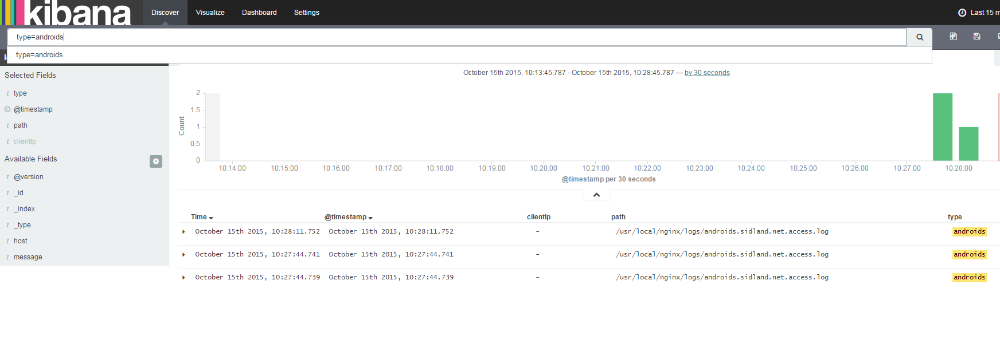 kibana Discover Visualize Dashboard Settings Last 15 m
type=androids
type=androids
Selected Fields
t type
@timestamp
t path
t clientIp
Available Fields
t @version
t _id
t _index
t _type
t host
t message
October 15th 2015, 10:13:45.787 - October 15th 2015, 10:28:45.787 — by 30 seconds
Count
2
1.5
1
0.5
0
10:14:00 10:15:00 10:16:00 10:17:00 10:18:00 10:19:00 10:20:00 10:21:00 10:22:00 10:23:00 10:24:00 10:25:00 10:26:00 10:27:00 10:28:00
@timestamp per 30 seconds
Time @timestamp clientIp path type
October 15th 2015, 10:28:11.752 October 15th 2015, 10:28:11.752 – /usr/local/nginx/logs/androids.sidland.net.access.log androids
October 15th 2015, 10:27:44.741 October 15th 2015, 10:27:44.741 – /usr/local/nginx/logs/androids.sidland.net.access.log androids
October 15th 2015, 10:27:44.739 October 15th 2015, 10:27:44.739 – /usr/local/nginx/logs/androids.sidland.net.access.log androids